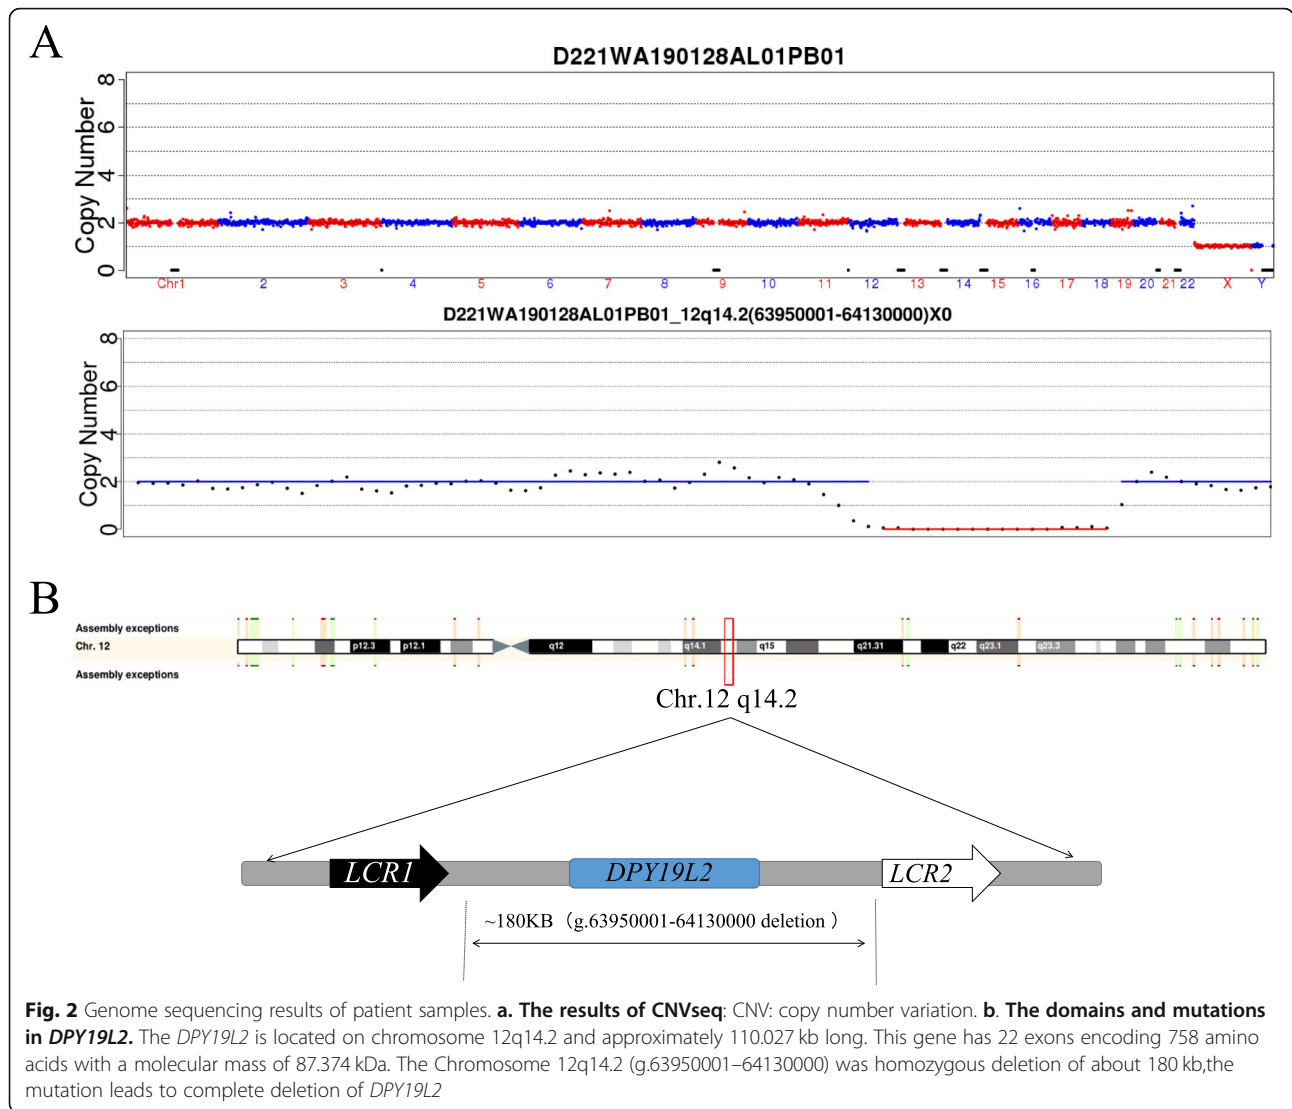 A
D221WA190128AL01PB01
Copy Number
8
6
4
2
0
Chr1 2 3 4 5 6 7 8 9 10 11 12 13 14 15 16 17 18 19 20 21 22 X Y
D221WA190128AL01PB01_12q14.2(63950001-64130000)X0
Copy Number
8
6
4
2
0
B
Assembly exceptions
Chr. 12
p12.3 p12.1 q12 q14.1 q15 q21.31 q22 q23.1 q23.3
Assembly exceptions
Chr.12 q14.2
LCR1 DPY19L2 LCR2
~180KB（g.63950001-64130000 deletion ）
Fig. 2 Genome sequencing results of patient samples. a. The results of CNVseq: CNV: copy number variation. b. The domains and mutations
in DPY19L2. The DPY19L2 is located on chromosome 12q14.2 and approximately 110.027 kb long. This gene has 22 exons encoding 758 amino
acids with a molecular mass of 87.374 kDa. The Chromosome 12q14.2 (g.63950001–64130000) was homozygous deletion of about 180 kb,the
mutation leads to complete deletion of DPY19L2